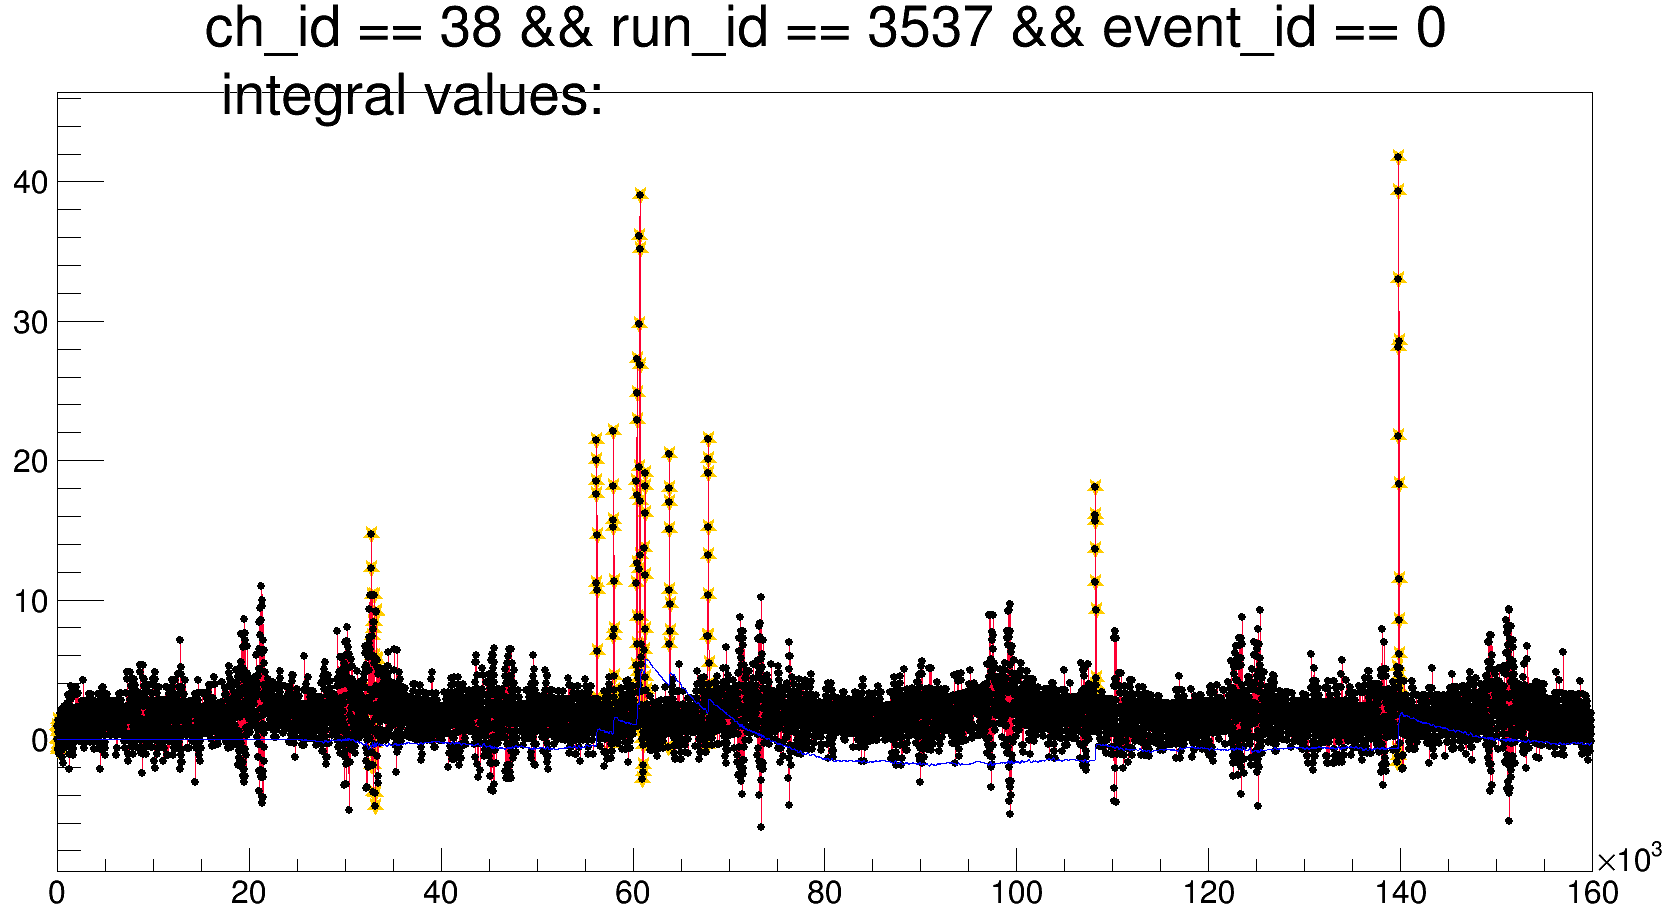 ch_id == 38 && run_id == 3537 && event_id == 0
integral values:
40
30
20
10
0
×10³
0 20 40 60 80 100 120 140 160